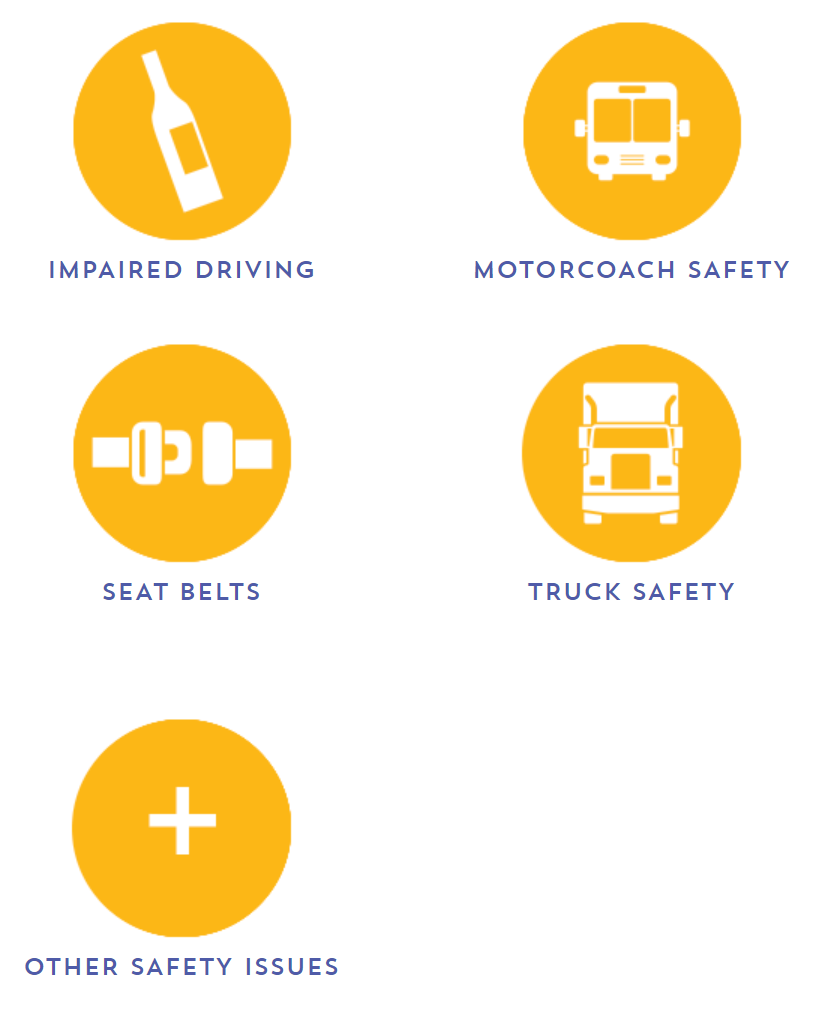 IMPAIRED DRIVING
MOTORCOACH SAFETY
SEAT BELTS
TRUCK SAFETY
OTHER SAFETY ISSUES